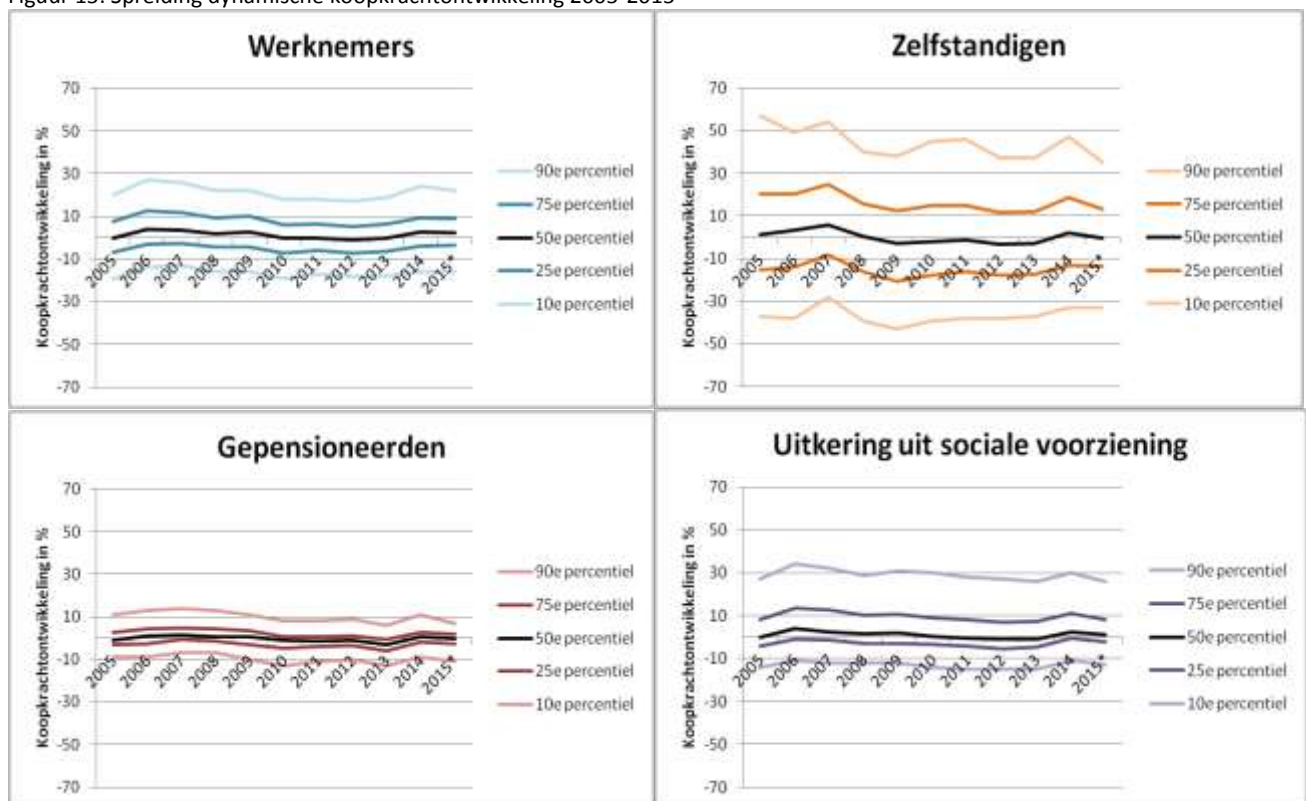 Figuur 15: Spreiding dynamische koopkrachtontwikkeling 2005-2015
Werknemers
Koopkrachtontwikkeling in %
70
50
30
10
-10
-30
-50
-70
2005
2006
2007
2008
2009
2010
2011
2012
2013
2014
2015*
90e percentiel
75e percentiel
50e percentiel
25e percentiel
10e percentiel
Zelfstandigen
Koopkrachtontwikkeling in %
70
50
30
10
-10
-30
-50
-70
2005
2006
2007
2008
2009
2010
2011
2012
2013
2014
2015*
90e percentiel
75e percentiel
50e percentiel
25e percentiel
10e percentiel
Gepensioneerden
Koopkrachtontwikkeling in %
70
50
30
10
-10
-30
-50
-70
2005
2006
2007
2008
2009
2010
2011
2012
2013
2014
2015*
90e percentiel
75e percentiel
50e percentiel
25e percentiel
10e percentiel
Uitkering uit sociale voorziening
Koopkrachtontwikkeling in %
70
50
30
10
-10
-30
-50
-70
2005
2006
2007
2008
2009
2010
2011
2012
2013
2014
2015*
90e percentiel
75e percentiel
50e percentiel
25e percentiel
10e percentiel